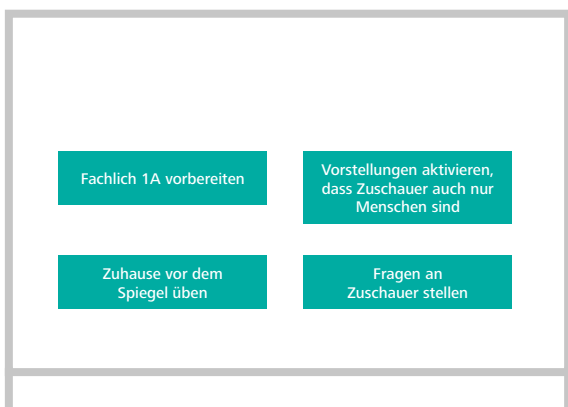 Fachlich 1A vorbereiten
Vorstellungen aktivieren,
dass Zuschauer auch nur
Menschen sind
Zuhause vor dem
Spiegel üben
Fragen an
Zuschauer stellen